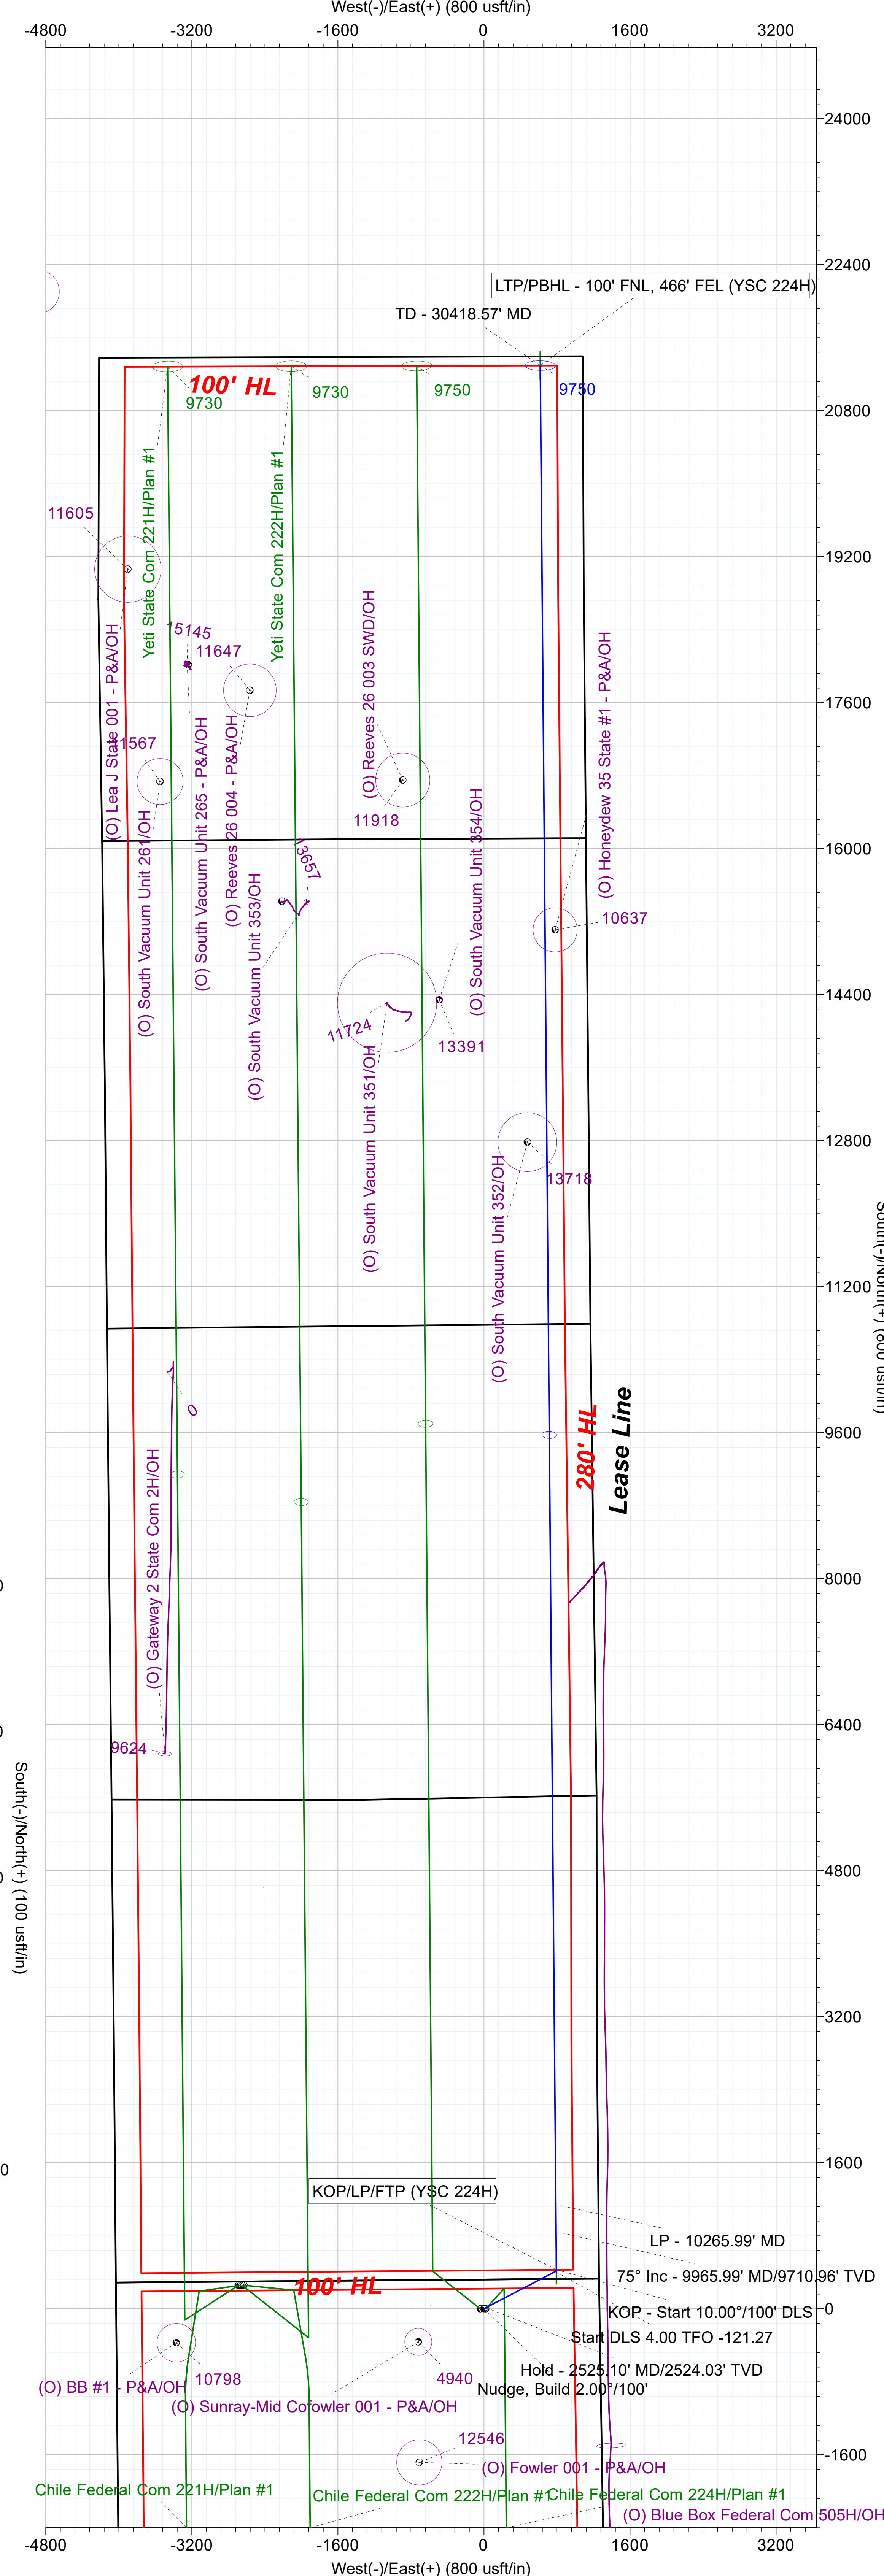 West(-)/East(+) (800 usft/in)
-4800
-3200
-1600
0
1600
3200
24000
22400
LTP/PBHL - 100' FNL, 466' FEL (YSC 224H)
TD - 30418.57' MD
100' HL
9730
9730
9750
9750
20800
Yeti State Com 221H/Plan #1
Yeti State Com 222H/Plan #1
11605
19200
15145
11647
(O) Lea J State 001 - P&A/OH
(O) Reeves 26 003 SWD/OH
(O) Honeydew 35 State #1 - P&A/OH
17600
11567
(O) South Vacuum Unit 265 - P&A/OH
(O) Reeves 26 004 - P&A/OH
(O) South Vacuum Unit 261/OH
11918
(O) South Vacuum Unit 354/OH
16000
13657
(O) South Vacuum Unit 353/OH
10637
14400
11724
13391
(O) South Vacuum Unit 351/OH
12800
13718
(O) South Vacuum Unit 352/OH
South(-)/North(+) (800 usft/in)
11200
0
280' HL
Lease Line
9600
(O) Gateway 2 State Com 2H/OH
8000
0
9624
6400
0
South(-)/North(+) (100 usft/in)
4800
0
3200
1600
0
KOP/LP/FTP (YSC 224H)
LP - 10265.99' MD
75° Inc - 9965.99' MD/9710.96' TVD
100' HL
0
KOP - Start 10.00°/100' DLS
Start DLS 4.00 TFO -121.27
Hold - 2525.10' MD/2524.03' TVD
Nudge, Build 2.00°/100'
10798
4940
(O) BB #1 - P&A/OH
(O) Sunray-Mid Cofowler 001 - P&A/OH
12546
-1600
(O) Fowler 001 - P&A/OH
Chile Federal Com 221H/Plan #1
Chile Federal Com 222H/Plan #1
Chile Federal Com 224H/Plan #1
(O) Blue Box Federal Com 505H/OH
-4800
-3200
-1600
0
1600
3200
West(-)/East(+) (800 usft/in)